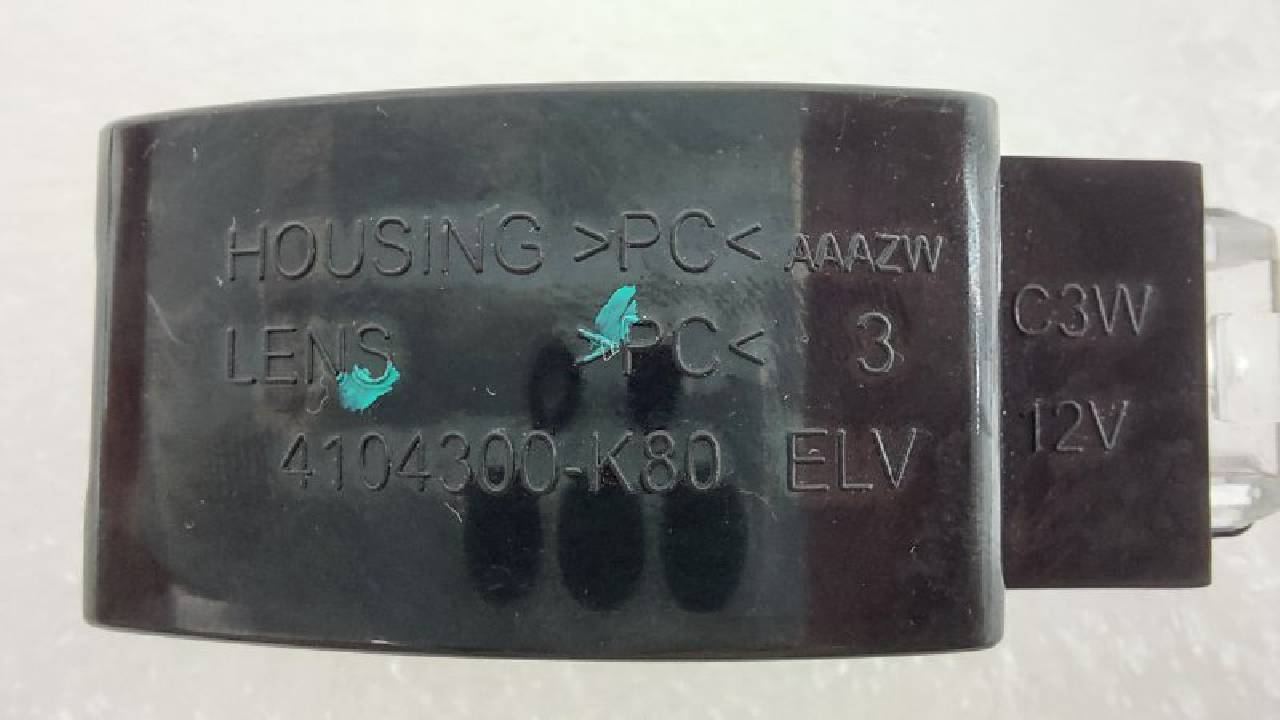 HOUSING >PC< AAAZW
LENS >PC< 3
4104300-K80 ELV
C3W
12V